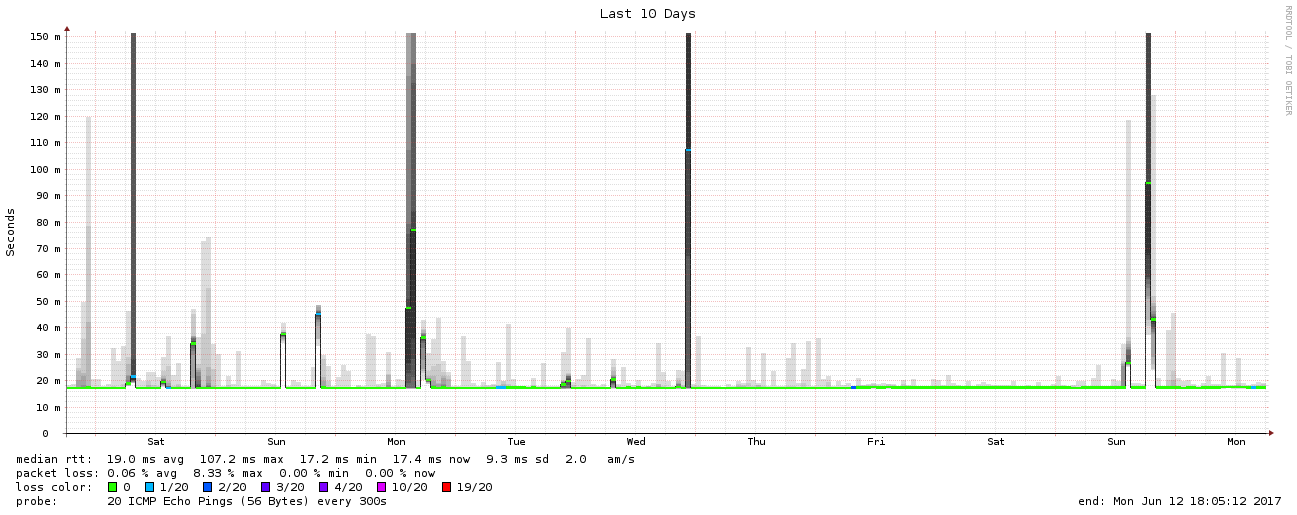 Last 10 Days
RRDTOOL / TOBI OETIKER
Seconds
150 m
140 m
130 m
120 m
110 m
100 m
90 m
80 m
70 m
60 m
50 m
40 m
30 m
20 m
10 m
0
Sat Sun Mon Tue Wed Thu Fri Sat Sun Mon
median rtt: 19.0 ms avg 107.2 ms max 17.2 ms min 17.4 ms now 9.3 ms sd 2.0 am/s
packet loss: 0.06 % avg 8.33 % max 0.00 % min 0.00 % now
loss color: 0 1/20 2/20 3/20 4/20 10/20 19/20
probe: 20 ICMP Echo Pings (56 Bytes) every 300s end: Mon Jun 12 18:05:12 2017